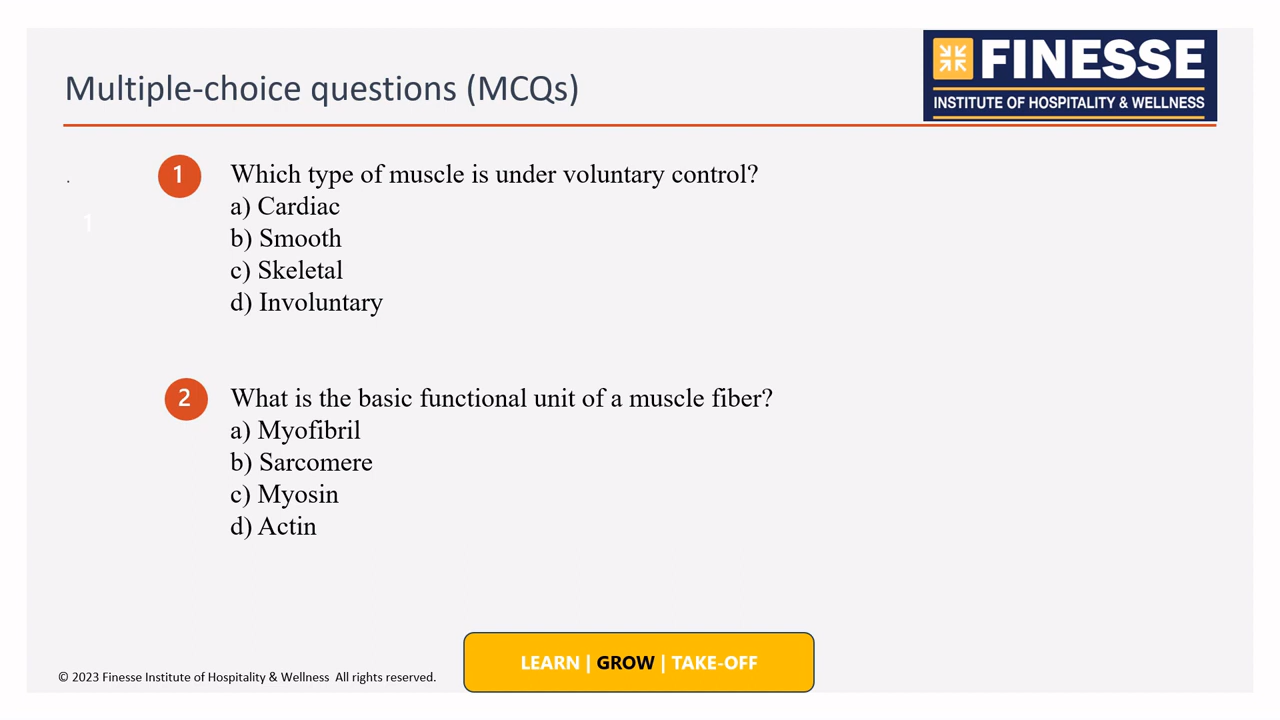 FINESSE
INSTITUTE OF HOSPITALITY & WELLNESS
Multiple-choice questions (MCQs)
.
1
1 Which type of muscle is under voluntary control?
a) Cardiac
b) Smooth
c) Skeletal
d) Involuntary
2 What is the basic functional unit of a muscle fiber?
a) Myofibril
b) Sarcomere
c) Myosin
d) Actin
LEARN | GROW | TAKE-OFF
© 2023 Finesse Institute of Hospitality & Wellness All rights reserved.